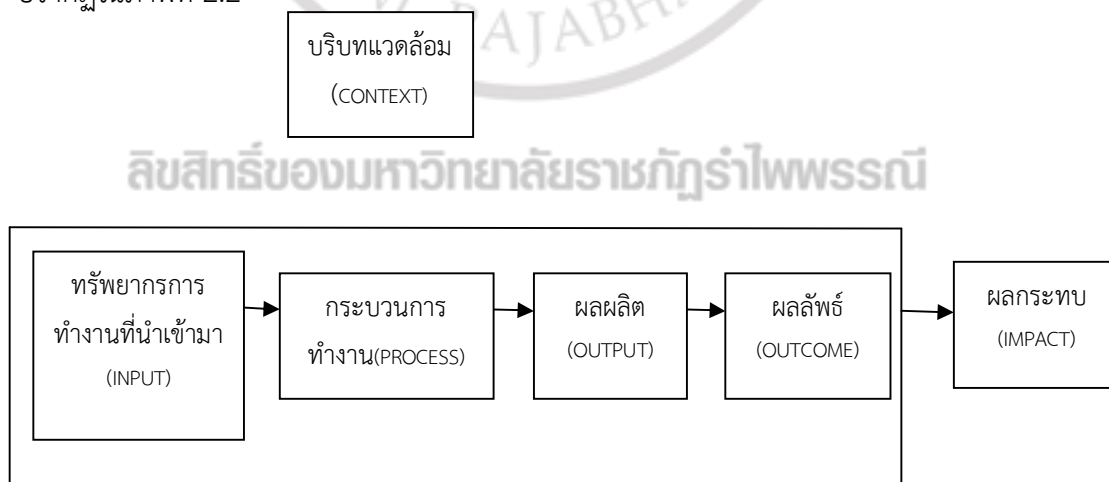 บริบทแวดล้อม
(CONTEXT)
RAJABH
ลิขสิทธิ์ของมหาวิทยาลัยราชภัฏรำไพพรรณี
ทรัพยากรการ
ทำงานที่นำเข้ามา
(INPUT)
กระบวนการ
ทำงาน(PROCESS)
ผลผลิต
(OUTPUT)
ผลลัพธ์
(OUTCOME)
ผลกระทบ
(IMPACT)